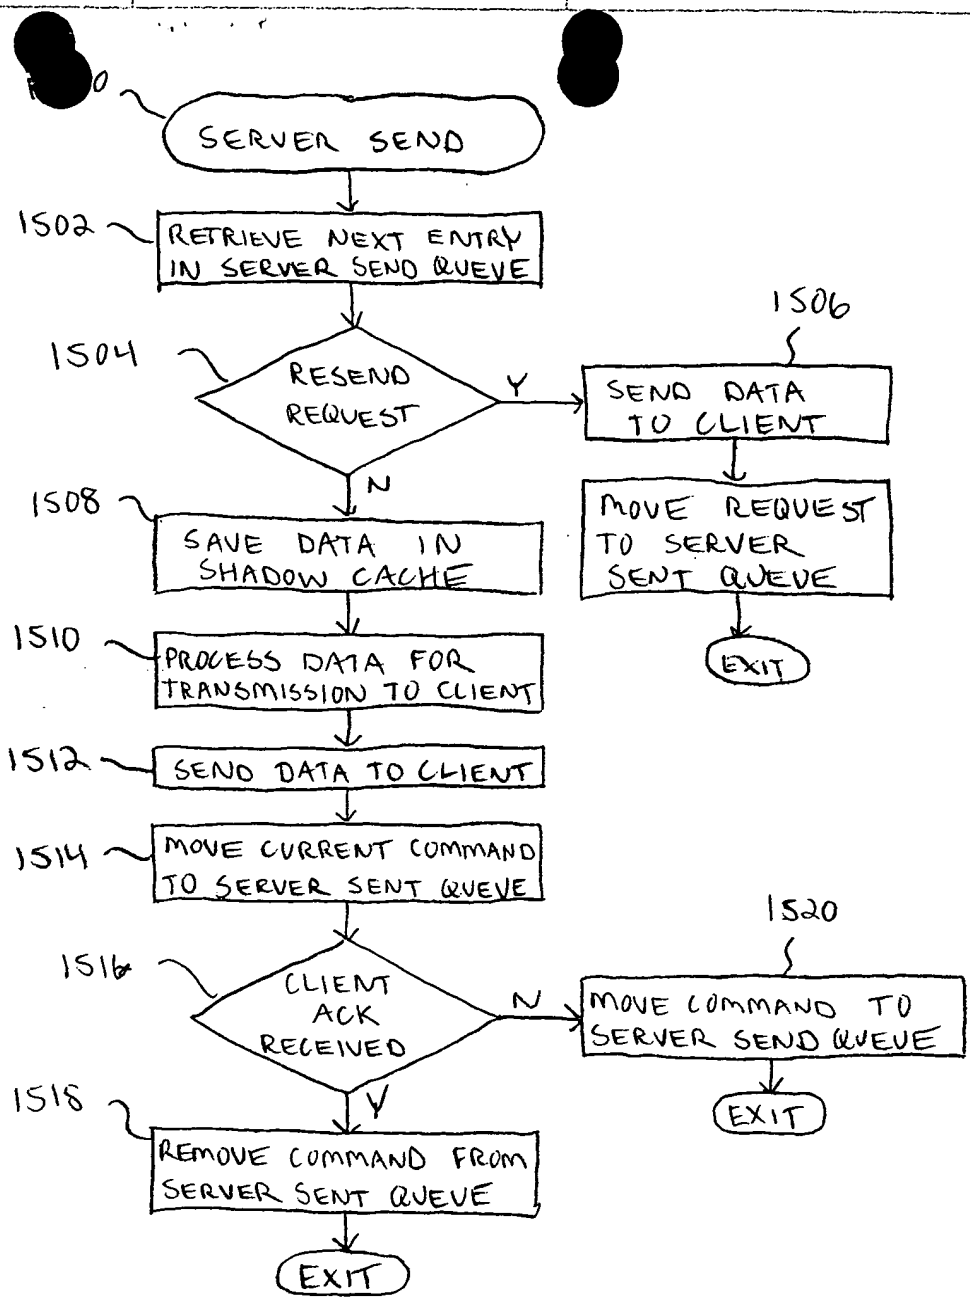 0
SERVER SEND
1502
RETRIEVE NEXT ENTRY
IN SERVER SEND QUEUE
1504
RESEND
REQUEST
Y
N
1506
SEND DATA
TO CLIENT
MOVE REQUEST
TO SERVER
SENT QUEUE
EXIT
1508
SAVE DATA IN
SHADOW CACHE
1510
PROCESS DATA FOR
TRANSMISSION TO CLIENT
1512
SEND DATA TO CLIENT
1514
MOVE CURRENT COMMAND
TO SERVER SENT QUEUE
1516
CLIENT
ACK
RECEIVED
N
Y
1520
MOVE COMMAND TO
SERVER SEND QUEUE
EXIT
1518
REMOVE COMMAND FROM
SERVER SENT QUEUE
EXIT